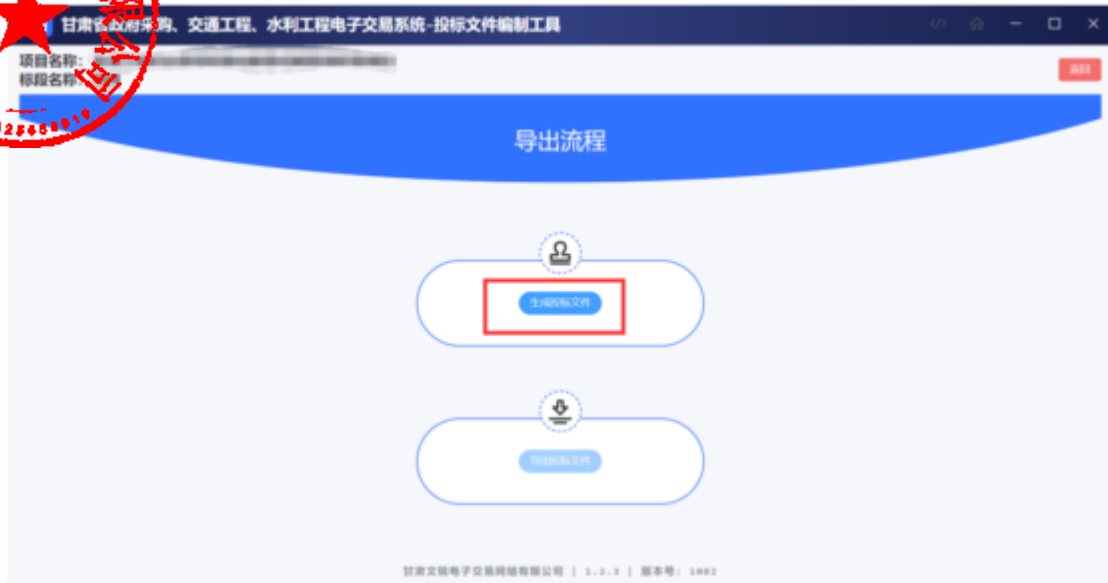 甘肃省政府采购、交通工程、水利工程电子交易系统-投标文件编制工具
项目名称:
标段名称:
返回
导出流程
生成投标文件
导出投标文件
甘肃文锐电子交易网络有限公司 | 1.2.3 | 版本号: 1002